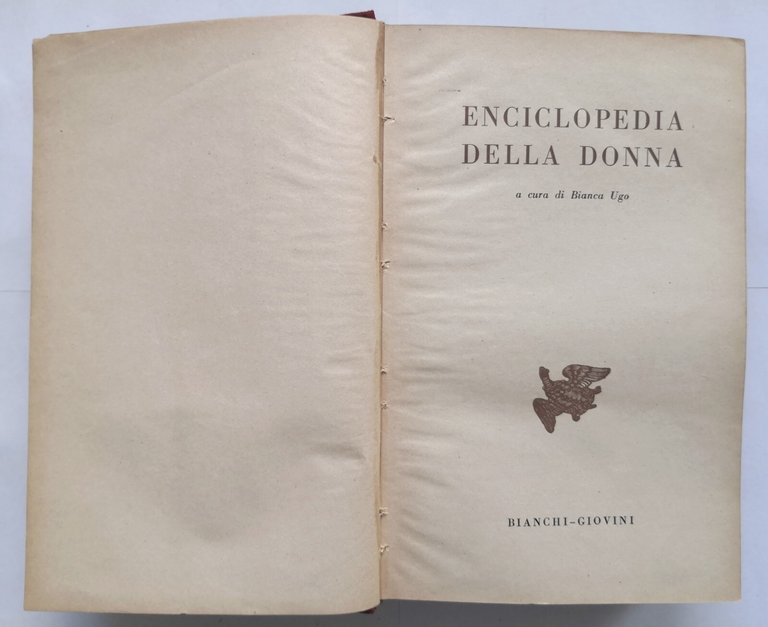 ENCICLOPEDIA
DELLA DONNA
a cura di Bianca Ugo
BIANCHI-GIOVINI